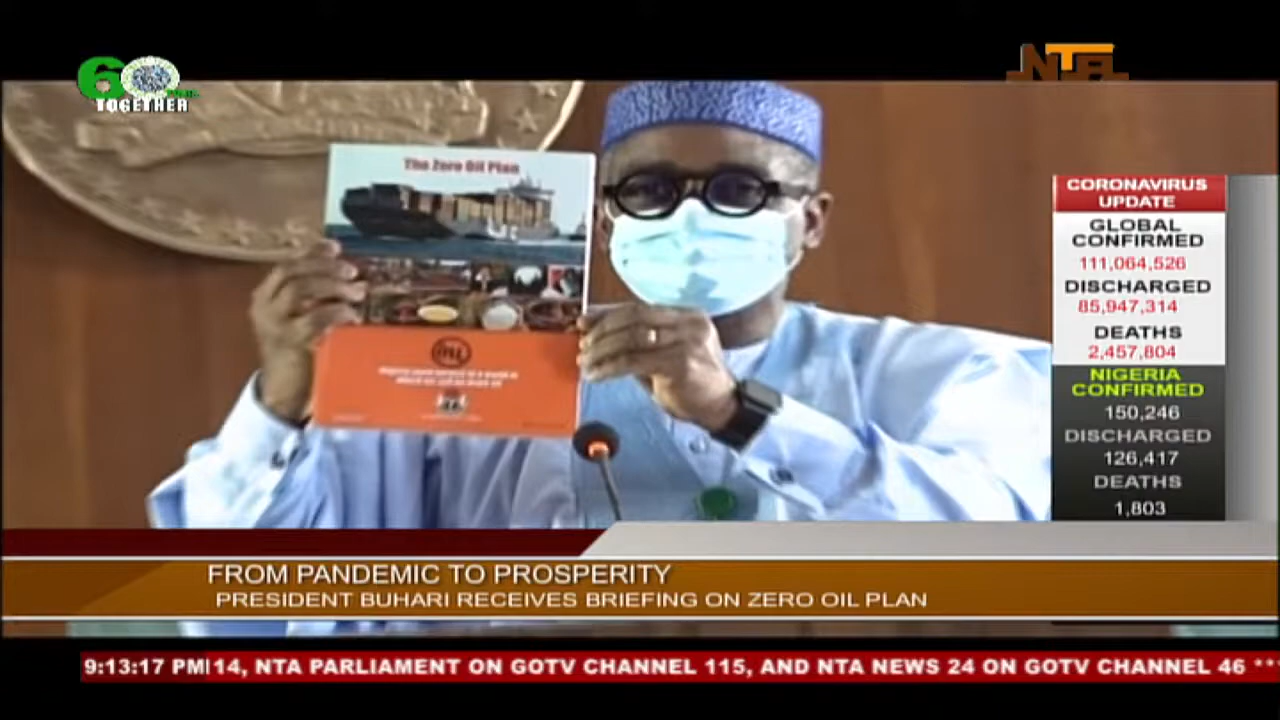 60
TOGETHER
NTA
The Zero Oil Plan
CORONAVIRUS
UPDATE
GLOBAL
CONFIRMED
111,064,526
DISCHARGED
85,947,314
DEATHS
2,457,804
NIGERIA
CONFIRMED
150,246
DISCHARGED
126,417
DEATHS
1,803
FROM PANDEMIC TO PROSPERITY
PRESIDENT BUHARI RECEIVES BRIEFING ON ZERO OIL PLAN
9:13:17 PM 14, NTA PARLIAMENT ON GOTV CHANNEL 115, AND NTA NEWS 24 ON GOTV CHANNEL 46 **